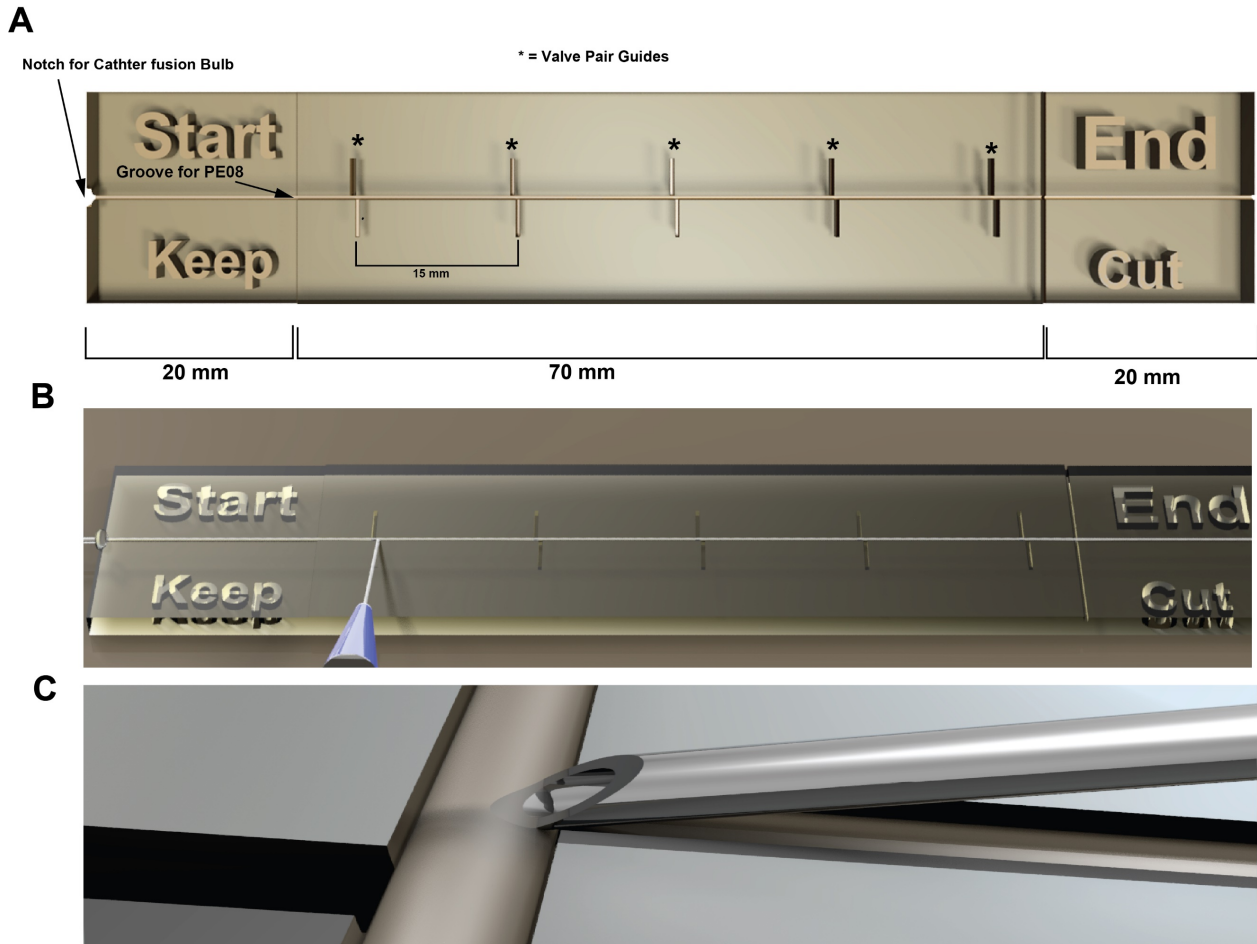 A
* = Valve Pair Guides
Notch for Cathter fusion Bulb
Start
End
* * * * *
Groove for PE08
Keep
Cut
15 mm
20 mm
70 mm
20 mm
B
Start
End
Keep
Cut
C